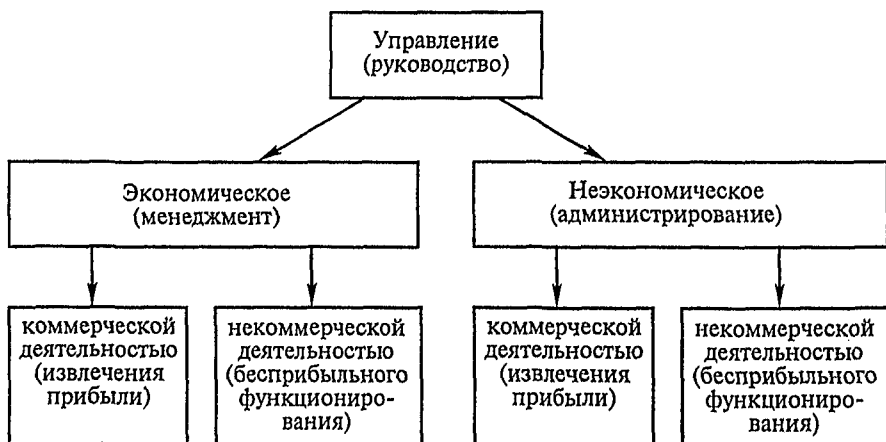 Управление
(руководство)
Экономическое
(менеджмент)
Неэкономическое
(администрирование)
коммерческой
деятельностью
(извлечения
прибыли)
некоммерческой
деятельностью
(бесприбыльного
функциониро-
вания)
коммерческой
деятельностью
(извлечения
прибыли)
некоммерческой
деятельностью
(бесприбыльного
функциониро-
вания)